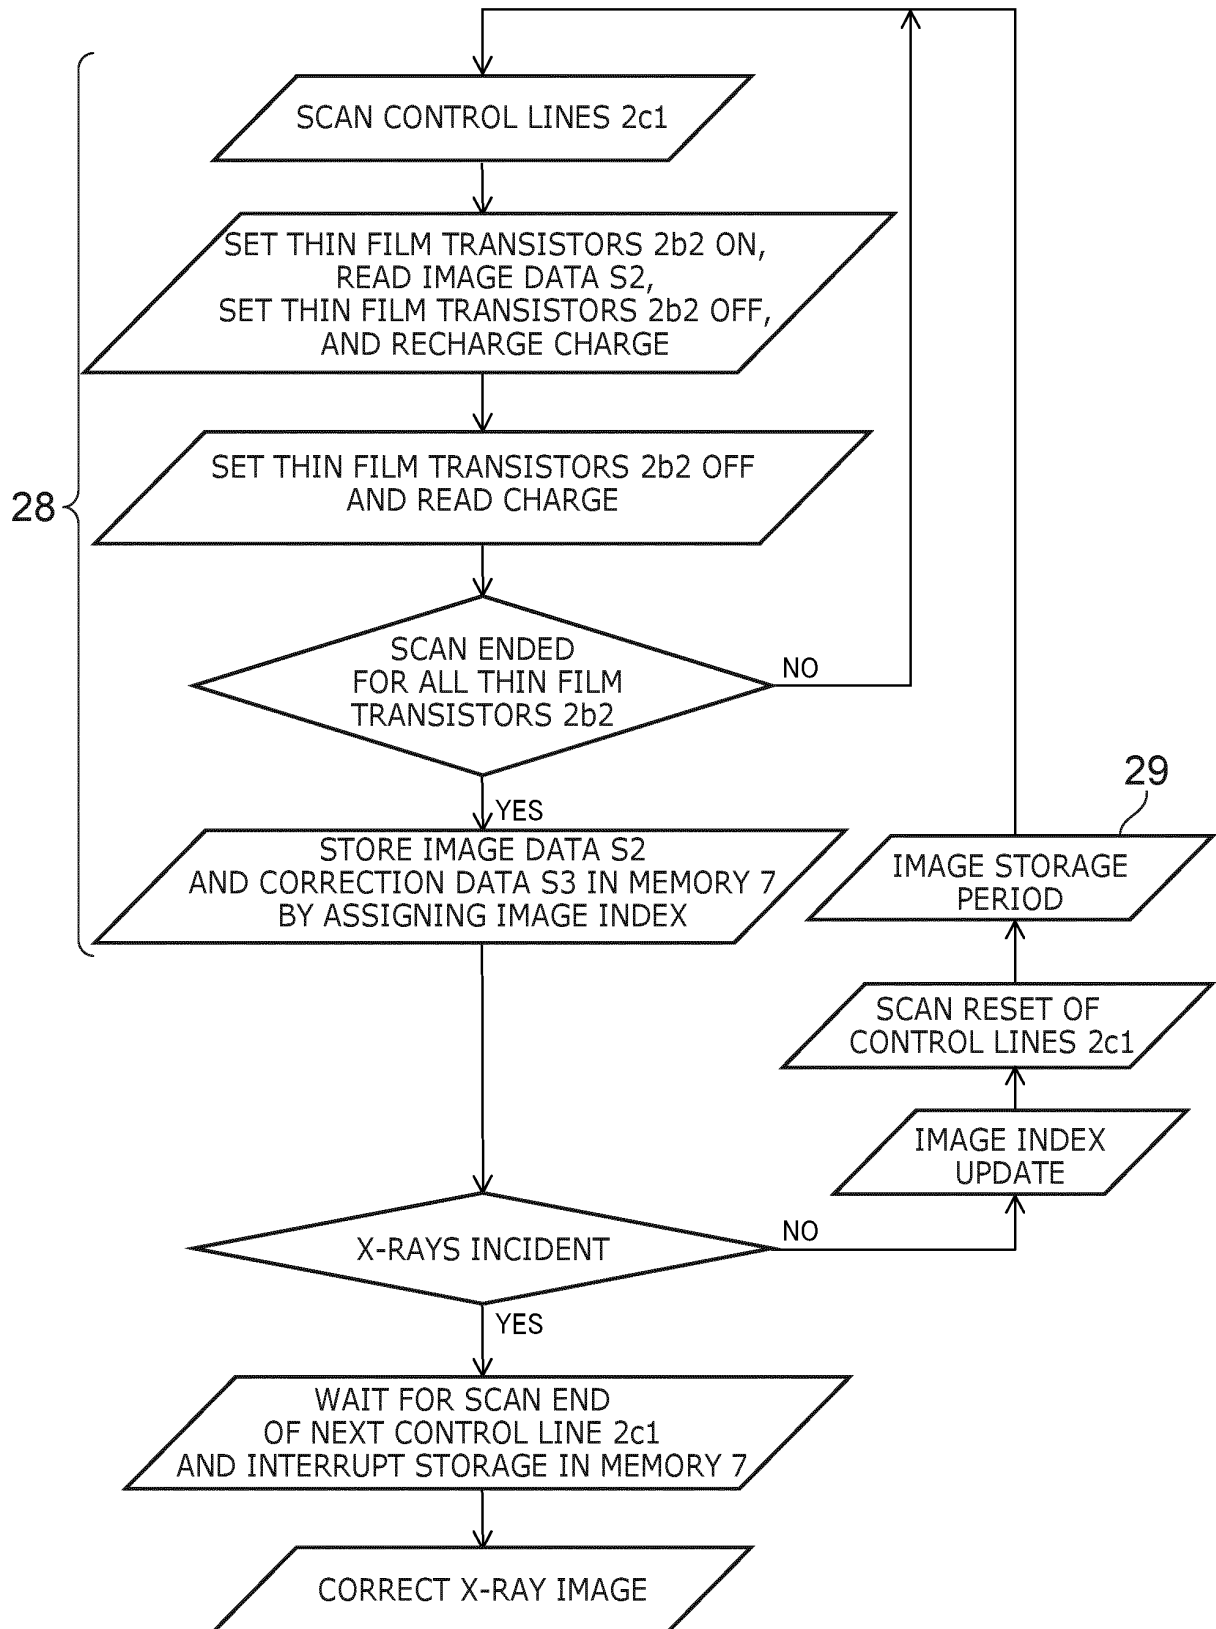 SCAN CONTROL LINES 2c1
SET THIN FILM TRANSISTORS 2b2 ON,
READ IMAGE DATA S2,
SET THIN FILM TRANSISTORS 2b2 OFF,
AND RECHARGE CHARGE
SET THIN FILM TRANSISTORS 2b2 OFF
AND READ CHARGE
28
SCAN ENDED
FOR ALL THIN FILM
TRANSISTORS 2b2
NO
YES
STORE IMAGE DATA S2
AND CORRECTION DATA S3 IN MEMORY 7
BY ASSIGNING IMAGE INDEX
29
IMAGE STORAGE
PERIOD
SCAN RESET OF
CONTROL LINES 2c1
IMAGE INDEX
UPDATE
X-RAYS INCIDENT
NO
YES
WAIT FOR SCAN END
OF NEXT CONTROL LINE 2c1
AND INTERRUPT STORAGE IN MEMORY 7
CORRECT X-RAY IMAGE